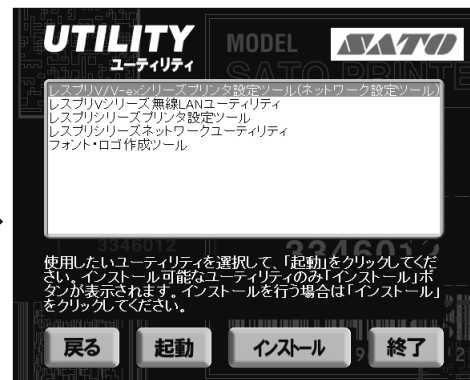 UTILITY
ユーティリティ
MODEL SATO
SATO PRINTE
レスプリV/V-exシリーズプリンタ設定ツール(ネットワーク設定ツール)
レスプリVシリーズ無線LANユーティリティ
レスプリシリーズプリンタ設定ツール
レスプリシリーズネットワークユーティリティ
フォント・ロゴ作成ツール
3346012
3346012
使用したいユーティリティを選択して、「起動」をクリックしてくだ
さい。インストール可能なユーティリティのみ「インストール」ボ
タンが表示されます。インストールを行う場合は「インストール」
をクリックしてください。
戻る 起動 インストール 終了